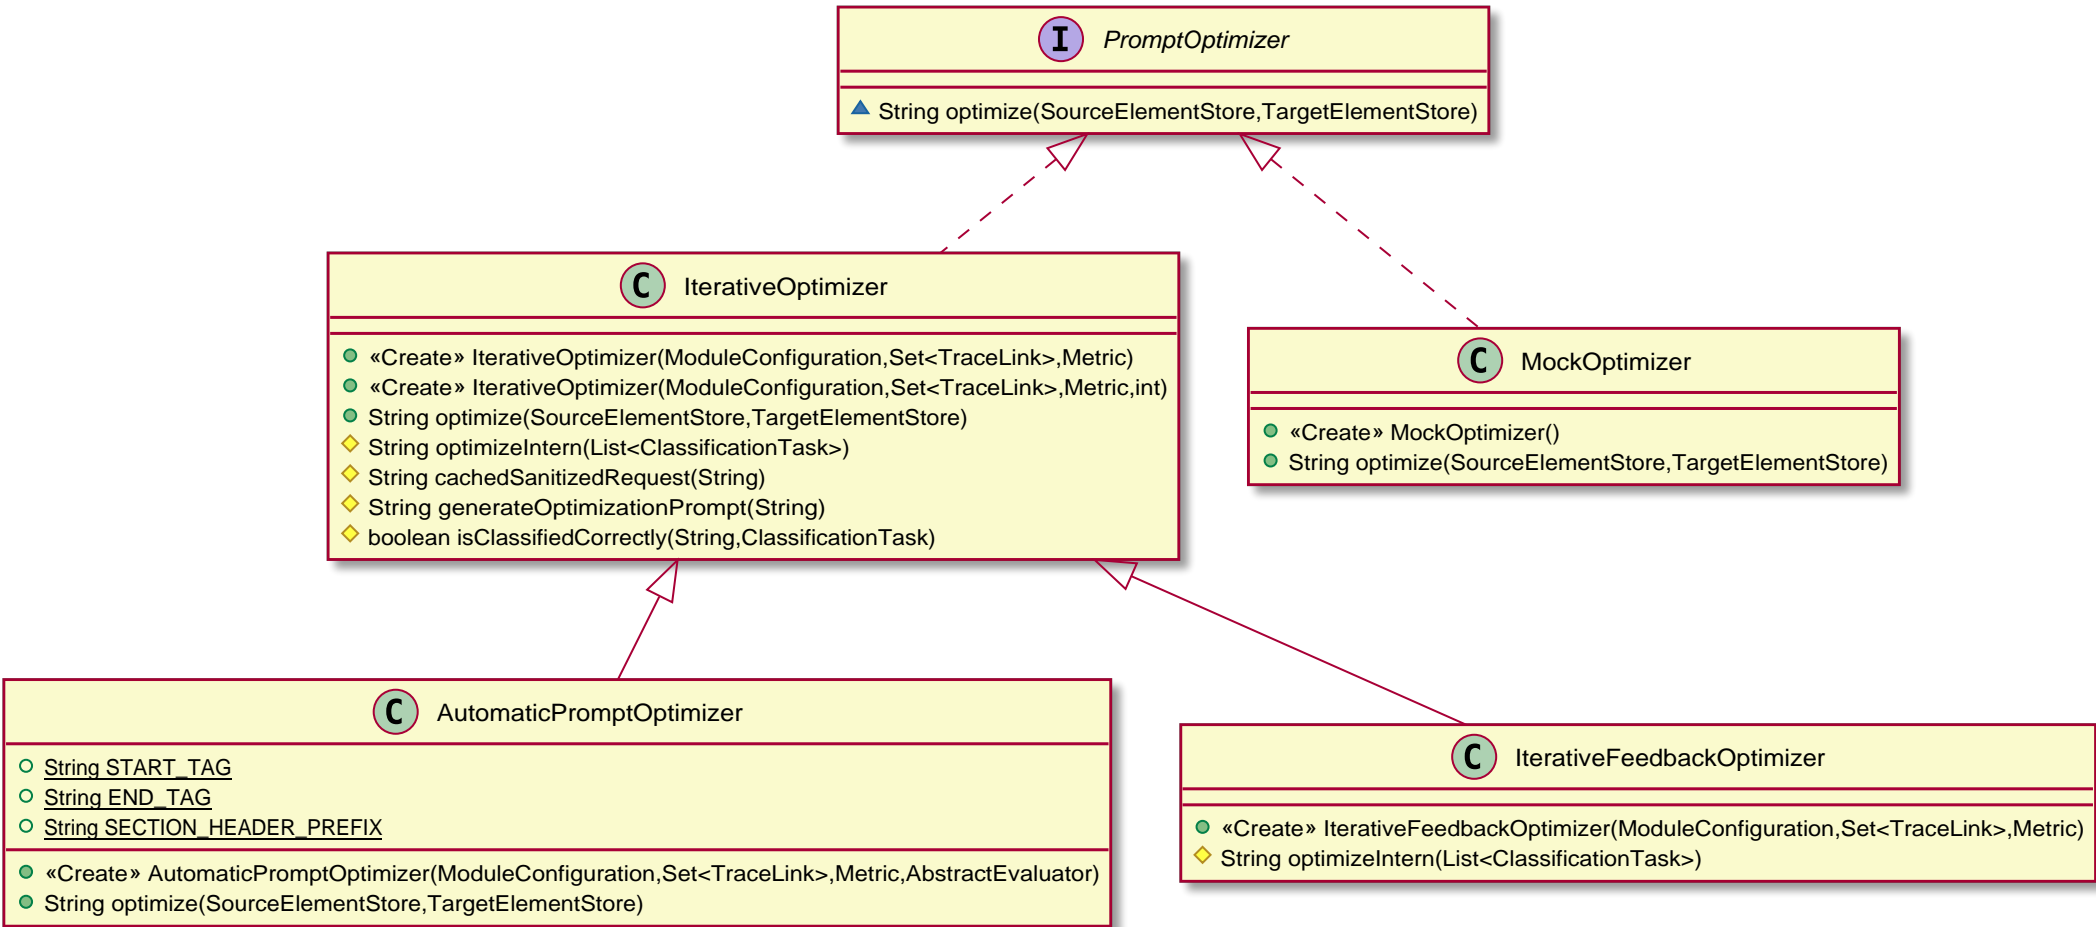 I PromptOptimizer
String optimize(SourceElementStore,TargetElementStore)
C IterativeOptimizer
«Create» IterativeOptimizer(ModuleConfiguration,Set<TraceLink>,Metric)
«Create» IterativeOptimizer(ModuleConfiguration,Set<TraceLink>,Metric,int)
String optimize(SourceElementStore,TargetElementStore)
String optimizeIntern(List<ClassificationTask>)
String cachedSanitizedRequest(String)
String generateOptimizationPrompt(String)
boolean isClassifiedCorrectly(String,ClassificationTask)
C MockOptimizer
«Create» MockOptimizer()
String optimize(SourceElementStore,TargetElementStore)
C AutomaticPromptOptimizer
String START_TAG
String END_TAG
String SECTION_HEADER_PREFIX
«Create» AutomaticPromptOptimizer(ModuleConfiguration,Set<TraceLink>,Metric,AbstractEvaluator)
String optimize(SourceElementStore,TargetElementStore)
C IterativeFeedbackOptimizer
«Create» IterativeFeedbackOptimizer(ModuleConfiguration,Set<TraceLink>,Metric)
String optimizeIntern(List<ClassificationTask>)